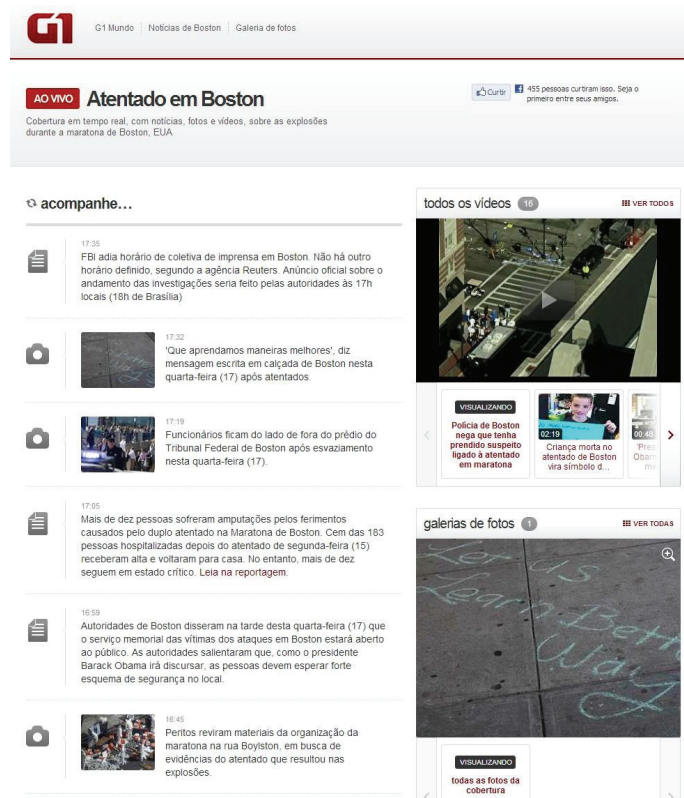 G1
G1 Mundo
Notícias de Boston
Galeria de fotos
AO VIVO
Atentado em Boston
Cobertura em tempo real, com notícias, fotos e vídeos, sobre as explosões
durante a maratona de Boston, EUA
Curtir
455 pessoas curtiram isso. Seja o
primeiro entre seus amigos.
acompanhe...
17:35
FBI adia horário de coletiva de imprensa em Boston. Não há outro
horário definido, segundo a agência Reuters. Anúncio oficial sobre o
andamento das investigações seria feito pelas autoridades às 17h
locais (18h de Brasília)
17:32
'Que aprendamos maneiras melhores', diz
mensagem escrita em calçada de Boston nesta
quarta-feira (17) após atentados.
17:19
Funcionários ficam do lado de fora do prédio do
Tribunal Federal de Boston após esvaziamento
nesta quarta-feira (17).
17:05
Mais de dez pessoas sofreram amputações pelos ferimentos
causados pelo duplo atentado na Maratona de Boston. Cem das 183
pessoas hospitalizadas depois do atentado de segunda-feira (15)
receberam alta e voltaram para casa. No entanto, mais de dez
seguem em estado crítico. Leia na reportagem.
16:59
Autoridades de Boston disseram na tarde desta quarta-feira (17) que
o serviço memorial das vítimas dos ataques em Boston estará aberto
ao público. As autoridades salientaram que, como o presidente
Barack Obama irá discursar, as pessoas devem esperar forte
esquema de segurança no local.
16:45
Peritos reviram materiais da organização da
maratona na rua Boylston, em busca de
evidências do atentado que resultou nas
explosões.
todos os vídeos 16
VER TODOS
VISUALIZANDO
Polícia de Boston
nega que tenha
prendido suspeito
ligado à atentado
em maratona
02:19
Criança morta no
atentado de Boston
vira símbolo d...
00:48
'Pres
Obam
me
galerias de fotos 1
VER TODAS
Let us
Learn Bett
Way
VISUALIZANDO
todas as fotos da
cobertura